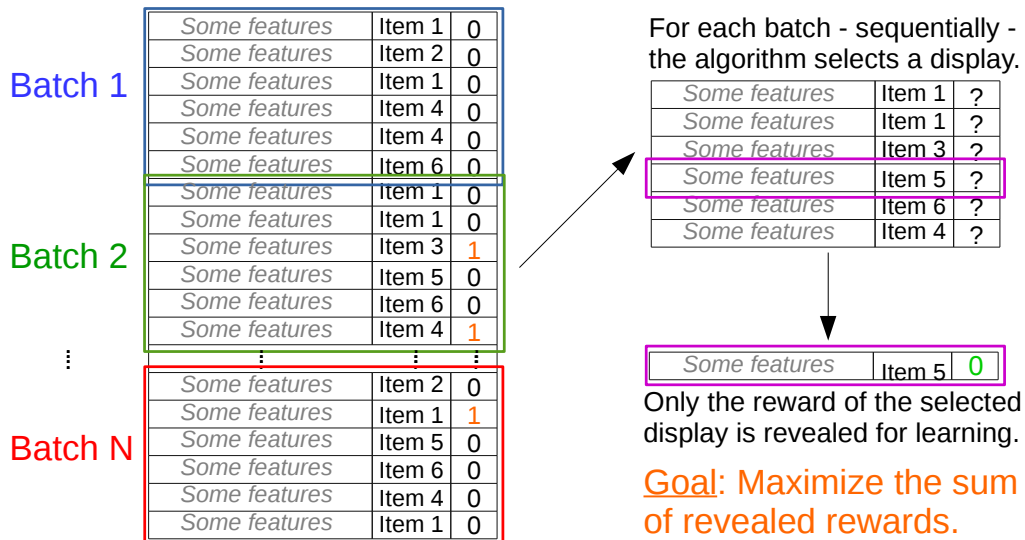 Batch 1
Some features Item 1 0
Some features Item 2 0
Some features Item 1 0
Some features Item 4 0
Some features Item 4 0
Some features Item 6 0
Batch 2
Some features Item 1 0
Some features Item 1 0
Some features Item 3 1
Some features Item 5 0
Some features Item 6 0
Some features Item 4 1
Batch N
Some features Item 2 0
Some features Item 1 1
Some features Item 5 0
Some features Item 6 0
Some features Item 4 0
Some features Item 1 0
For each batch - sequentially -
the algorithm selects a display.
Some features Item 1 ?
Some features Item 1 ?
Some features Item 3 ?
Some features Item 5 ?
Some features Item 6 ?
Some features Item 4 ?
Some features Item 5 0
Only the reward of the selected
display is revealed for learning.
Goal: Maximize the sum
of revealed rewards.